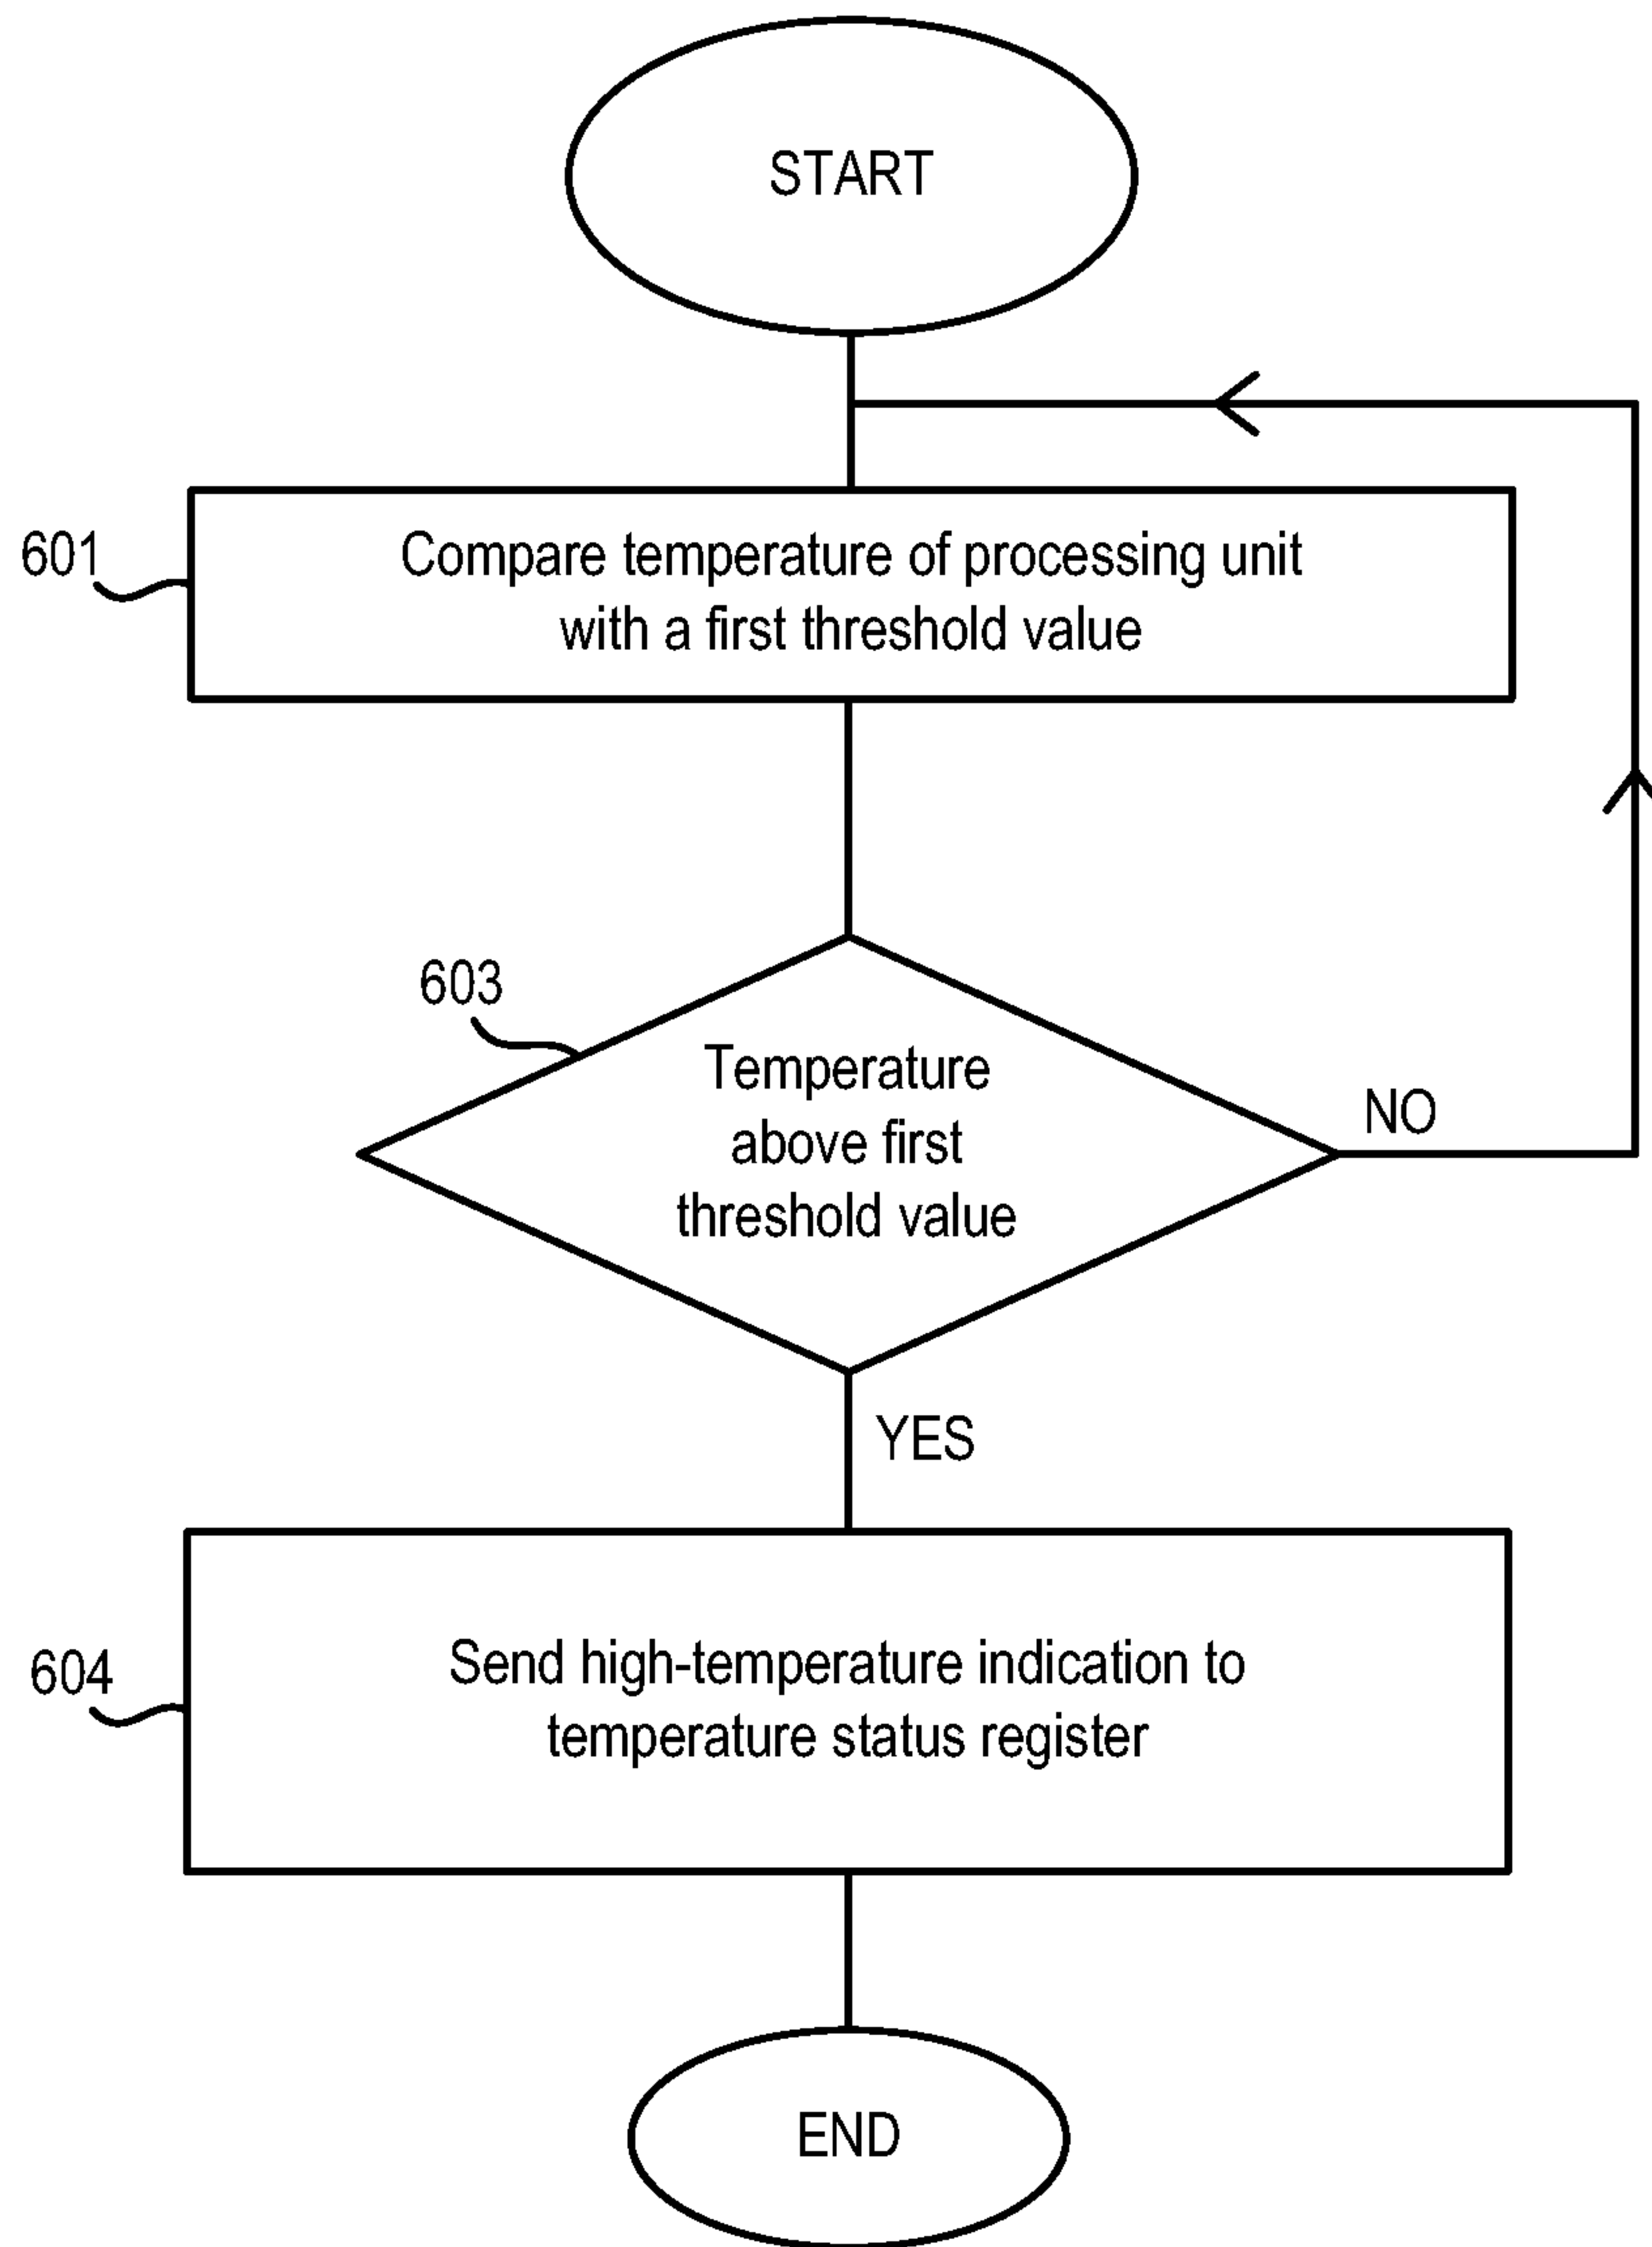 START
601
Compare temperature of processing unit
with a first threshold value
603
Temperature
above first
threshold value
NO
YES
604
Send high-temperature indication to
temperature status register
END